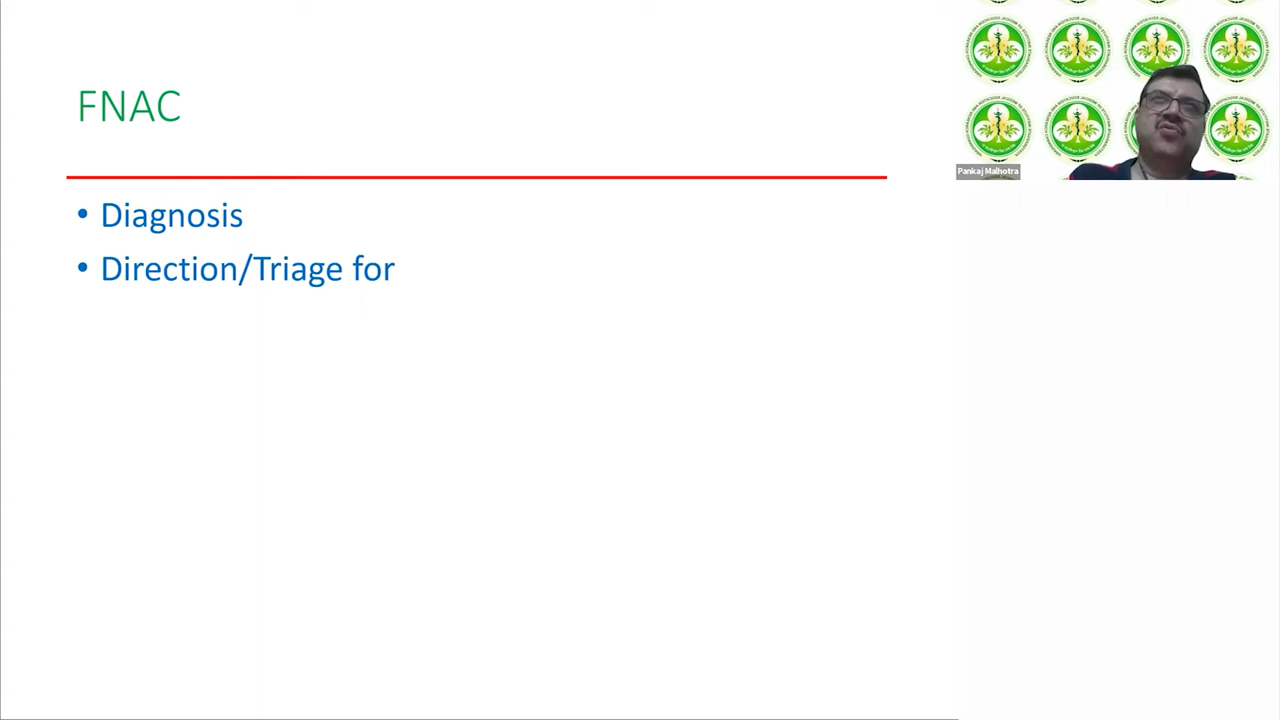 FNAC
• Diagnosis
• Direction/Triage for
Pankaj Malhotra